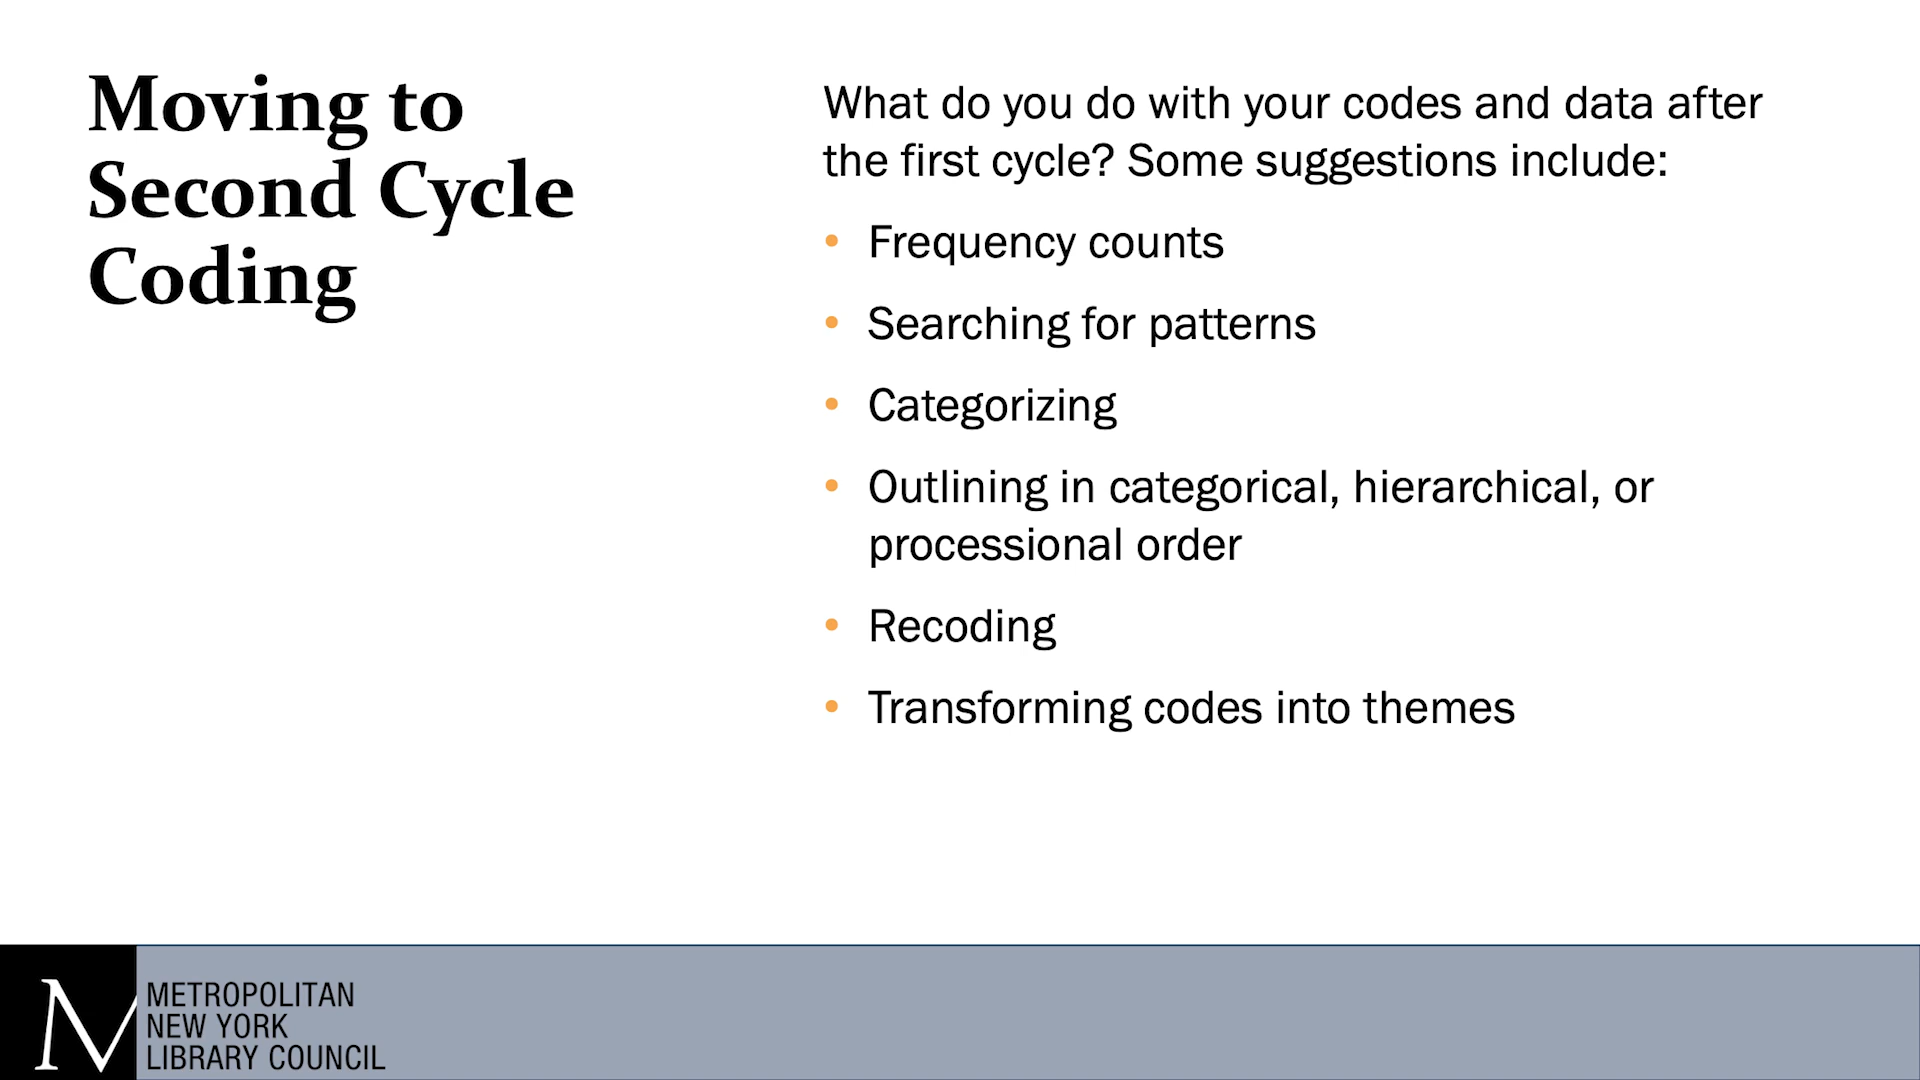 Moving to
Second Cycle
Coding
What do you do with your codes and data after
the first cycle? Some suggestions include:
• Frequency counts
• Searching for patterns
• Categorizing
• Outlining in categorical, hierarchical, or
processional order
• Recoding
• Transforming codes into themes
M
METROPOLITAN
NEW YORK
LIBRARY COUNCIL